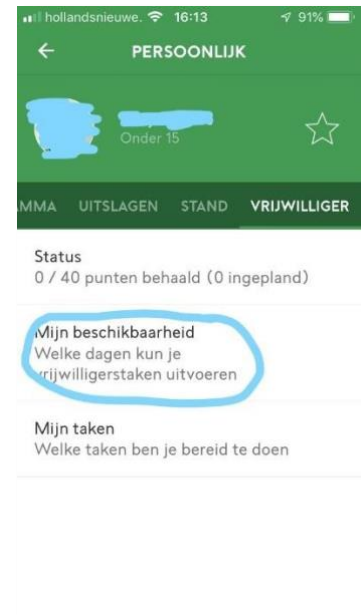 hollandsnieuwe. 16:13 91%
PERSOONLIJK
Onder 15
AMMA UITSLAGEN STAND VRIJWILLIGER
Status
0 / 40 punten behaald (0 ingepland)
Mijn beschikbaarheid
Welke dagen kun je
vrijwilligerstaken uitvoeren
Mijn taken
Welke taken ben je bereid te doen